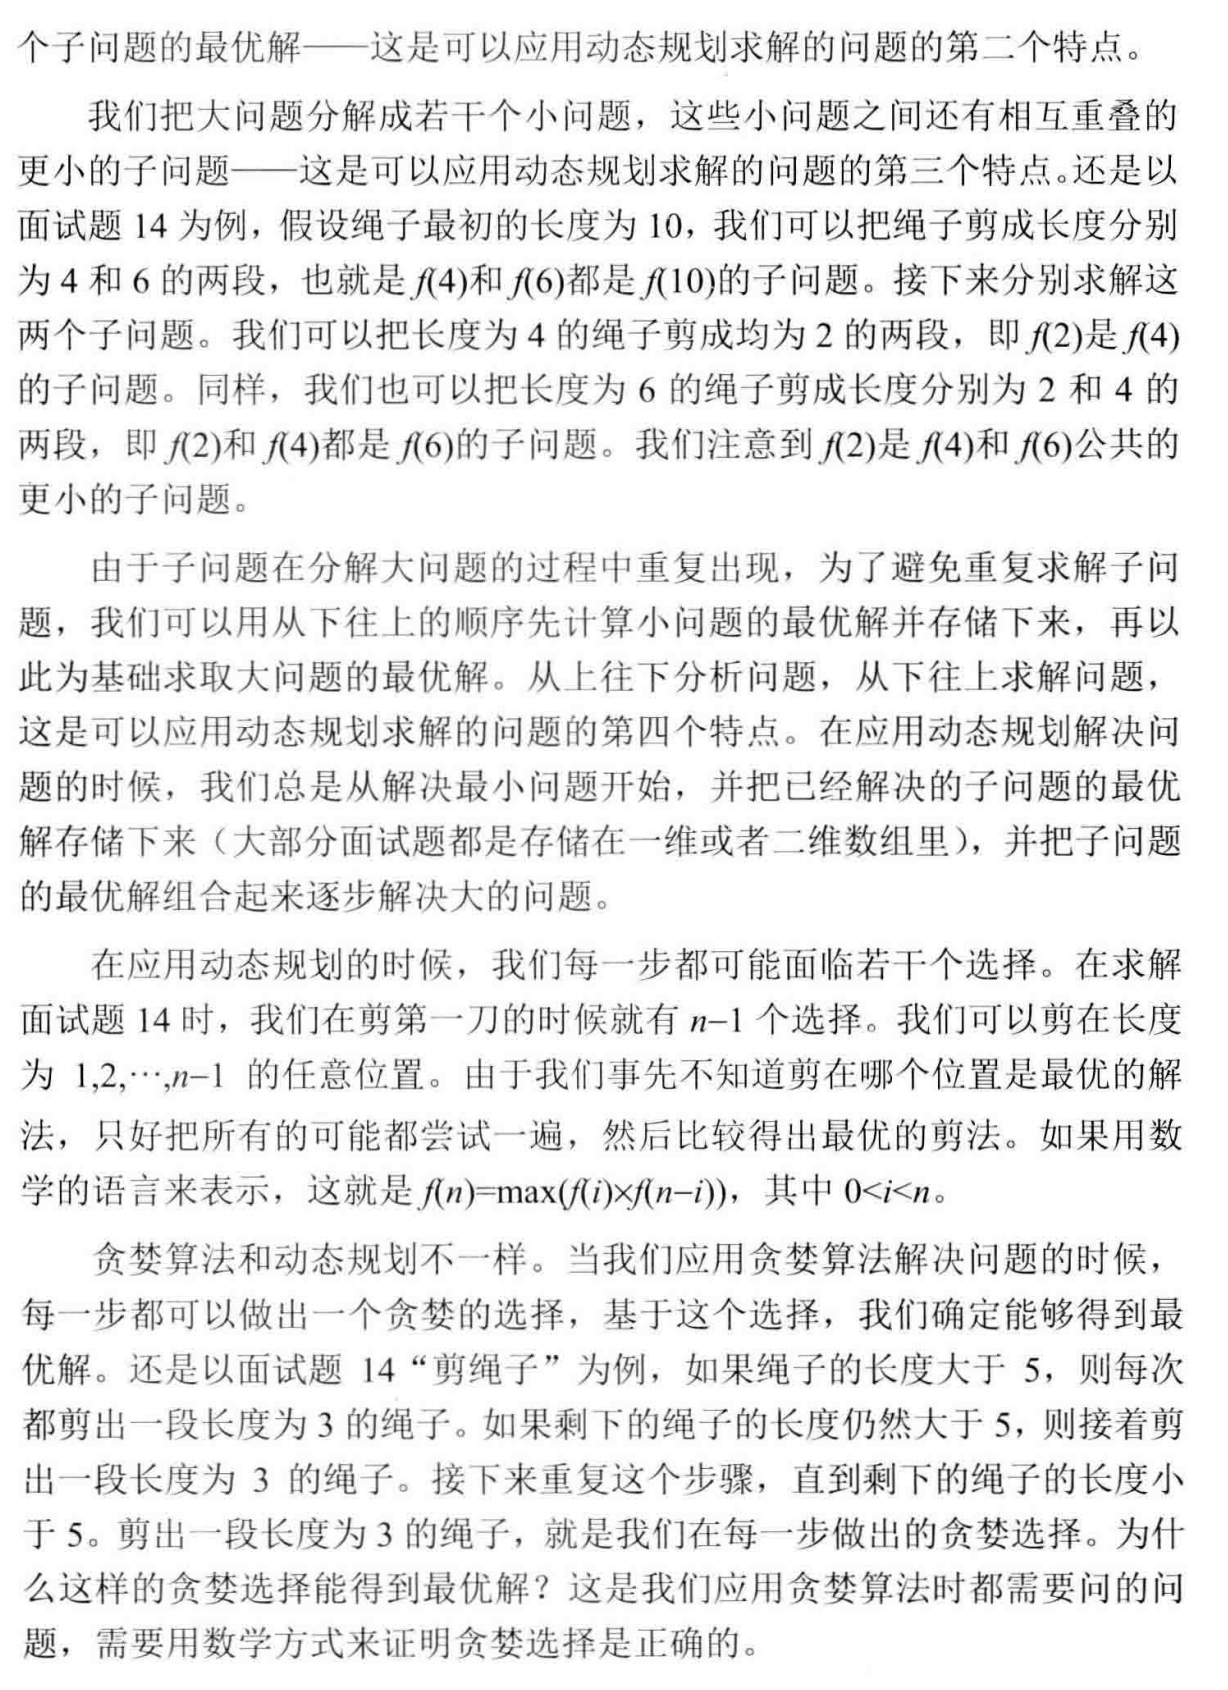 个子问题的最优解——这是可以应用动态规划求解的问题的第二个特点。
我们把大问题分解成若干个小问题，这些小问题之间还有相互重叠的
更小的子问题——这是可以应用动态规划求解的问题的第三个特点。还是以
面试题 14 为例，假设绳子最初的长度为 10，我们可以把绳子剪成长度分别
为 4 和 6 的两段，也就是 f(4)和 f(6)都是 f(10)的子问题。接下来分别求解这
两个子问题。我们可以把长度为 4 的绳子剪成均为 2 的两段，即 f(2)是 f(4)
的子问题。同样，我们也可以把长度为 6 的绳子剪成长度分别为 2 和 4 的
两段，即 f(2)和 f(4)都是 f(6)的子问题。我们注意到 f(2)是 f(4)和 f(6)公共的
更小的子问题。
由于子问题在分解大问题的过程中重复出现，为了避免重复求解子问
题，我们可以用从下往上的顺序先计算小问题的最优解并存储下来，再以
此为基础求取大问题的最优解。从上往下分析问题，从下往上求解问题，
这是可以应用动态规划求解的问题的第四个特点。在应用动态规划解决问
题的时候，我们总是从解决最小问题开始，并把已经解决的子问题的最优
解存储下来（大部分面试题都是存储在一维或者二维数组里），并把子问题
的最优解组合起来逐步解决大的问题。
在应用动态规划的时候，我们每一步都可能面临若干个选择。在求解
面试题 14 时，我们在剪第一刀的时候就有 n−1 个选择。我们可以剪在长度
为 1,2,⋯,n−1 的任意位置。由于我们事先不知道剪在哪个位置是最优的解
法，只好把所有的可能都尝试一遍，然后比较得出最优的剪法。如果用数
学的语言来表示，这就是 f(n)=max(f(i)×f(n−i))，其中 0<i<n。
贪婪算法和动态规划不一样。当我们应用贪婪算法解决问题的时候，
每一步都可以做出一个贪婪的选择，基于这个选择，我们确定能够得到最
优解。还是以面试题 14“剪绳子”为例，如果绳子的长度大于 5，则每次
都剪出一段长度为 3 的绳子。如果剩下的绳子的长度仍然大于 5，则接着剪
出一段长度为 3 的绳子。接下来重复这个步骤，直到剩下的绳子的长度小
于 5。剪出一段长度为 3 的绳子，就是我们在每一步做出的贪婪选择。为什
么这样的贪婪选择能得到最优解？这是我们应用贪婪算法时都需要问的问
题，需要用数学方式来证明贪婪选择是正确的。